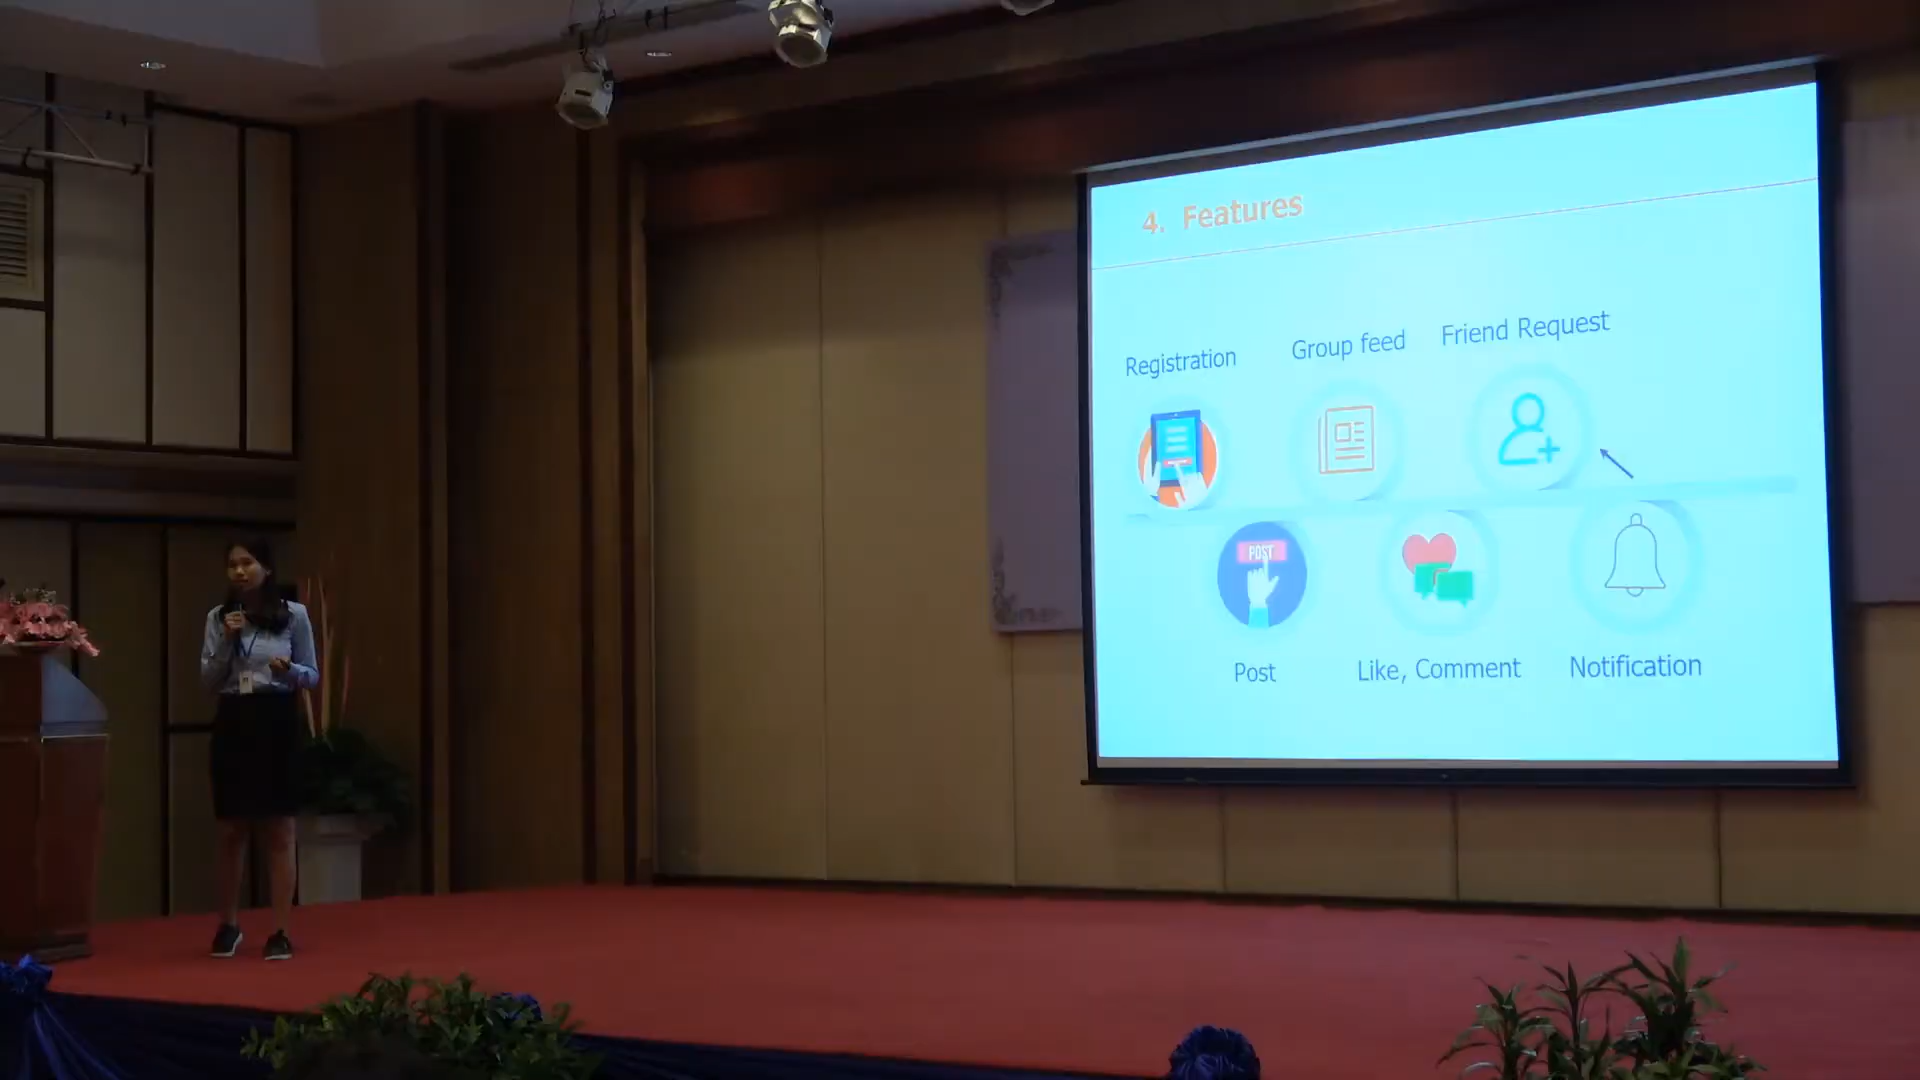 4. Features
Registration
Group feed
Friend Request
POST
Post
Like, Comment
Notification